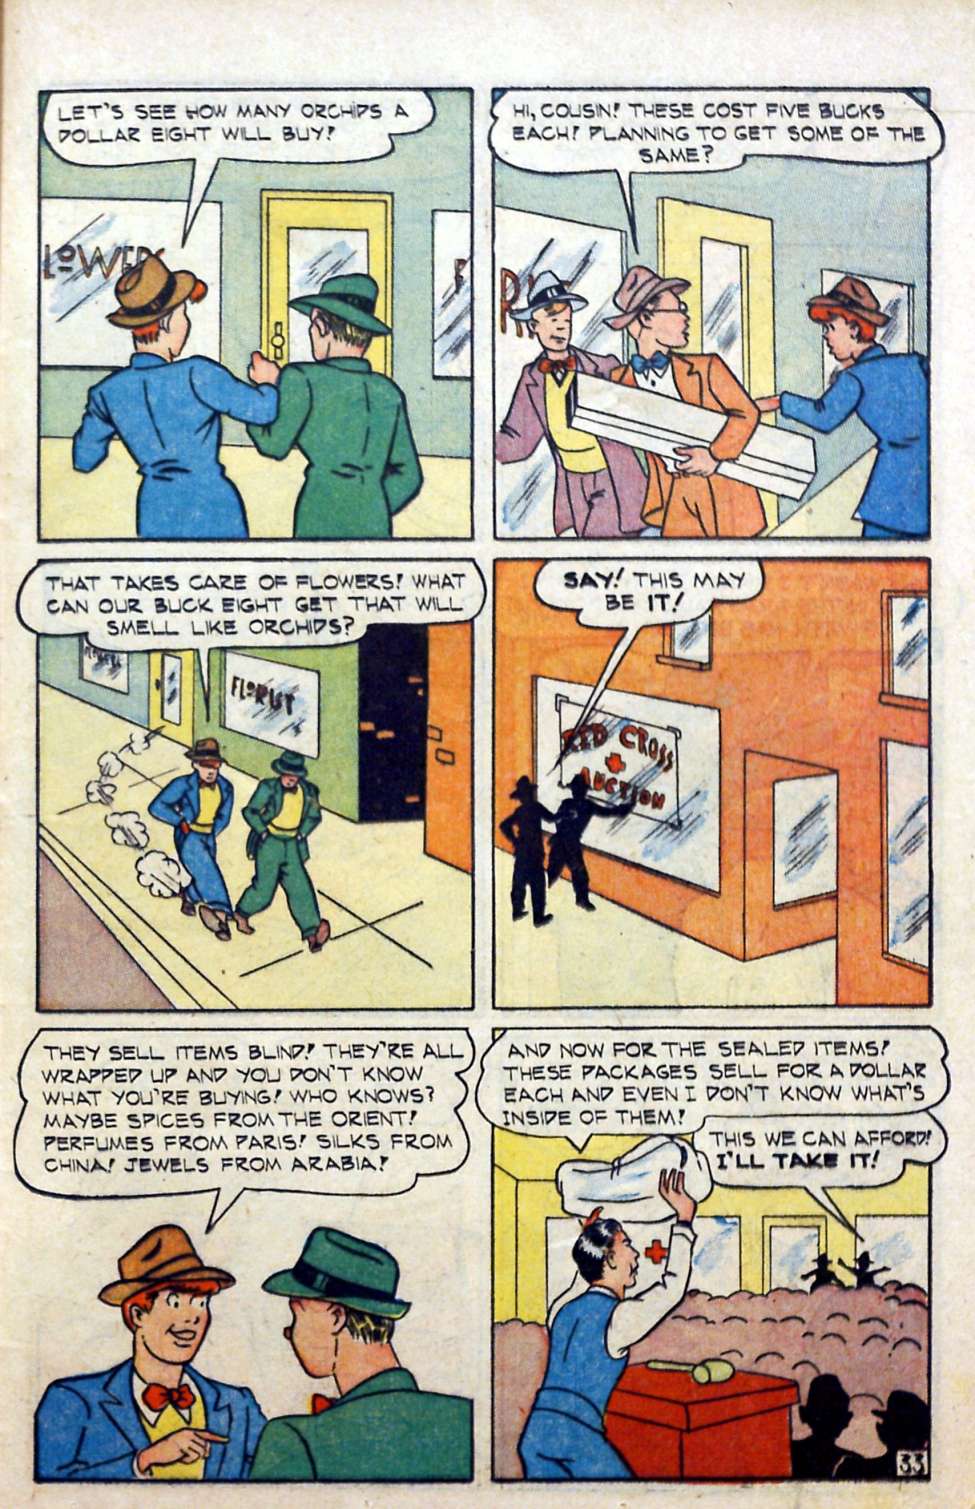 LET'S SEE HOW MANY ORCHIDS A
DOLLAR EIGHT WILL BUY!
LOWERS
F
HI, COUSIN! THESE COST FIVE BUCKS
EACH! PLANNING TO GET SOME OF THE
SAME?
THAT TAKES CARE OF FLOWERS! WHAT
CAN OUR BUCK EIGHT GET THAT WILL
SMELL LIKE ORCHIDS?
FLOWERS
FLORIST
SAY! THIS MAY
BE IT!
RED CROSS
AUCTION
THEY SELL ITEMS BLIND! THEY'RE ALL
WRAPPED UP AND YOU DON'T KNOW
WHAT YOU'RE BUYING! WHO KNOWS?
MAYBE SPICES FROM THE ORIENT!
PERFUMES FROM PARIS! SILKS FROM
CHINA! JEWELS FROM ARABIA!
AND NOW FOR THE SEALED ITEMS!
THESE PACKAGES SELL FOR A DOLLAR
EACH AND EVEN I DON'T KNOW WHAT'S
INSIDE OF THEM!
THIS WE CAN AFFORD!
I'LL TAKE IT!
33